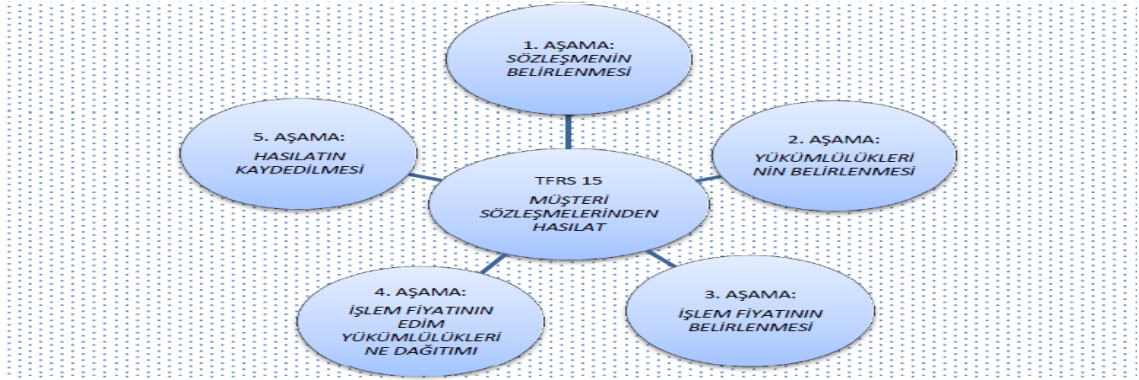 1. AŞAMA:
SÖZLEŞMENİN
BELİRLENMESİ
2. AŞAMA:
YÜKÜMLÜLÜKLERİ
NİN BELİRLENMESİ
3. AŞAMA:
İŞLEM FİYATININ
BELİRLENMESİ
4. AŞAMA:
İŞLEM FİYATININ
EDİM
YÜKÜMLÜLÜKLERİ
NE DAĞITIMI
5. AŞAMA:
HASILATIN
KAYDEDİLMESİ
TFRS 15
MÜŞTERİ
SÖZLEŞMELERİNDEN
HASILAT